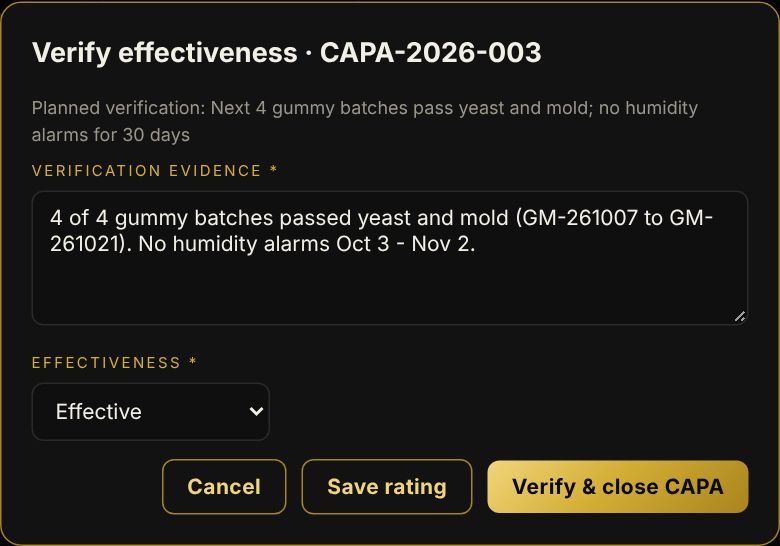 Verify effectiveness · CAPA-2026-003
Planned verification: Next 4 gummy batches pass yeast and mold; no humidity
alarms for 30 days
VERIFICATION EVIDENCE *
4 of 4 gummy batches passed yeast and mold (GM-261007 to GM-
261021). No humidity alarms Oct 3 - Nov 2.
EFFECTIVENESS *
Effective
Cancel
Save rating
Verify & close CAPA